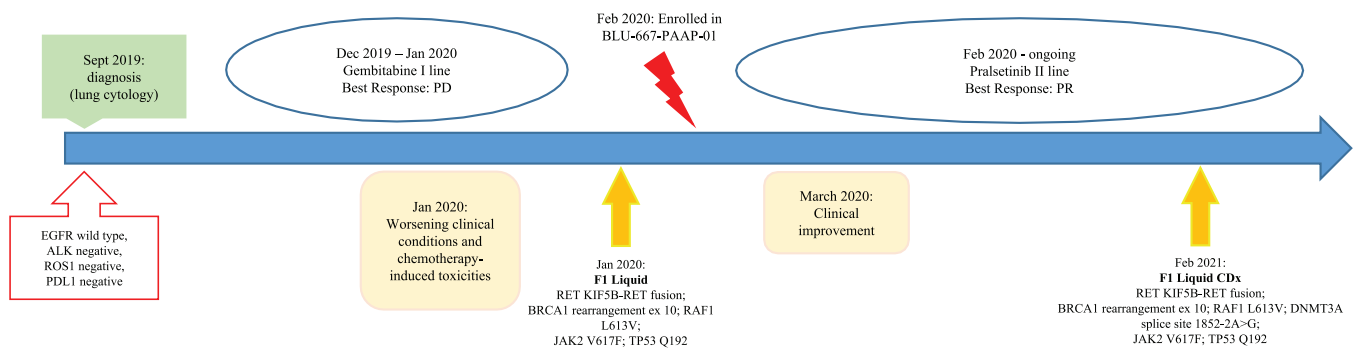 Sept 2019:
diagnosis
(lung cytology)
Dec 2019 – Jan 2020
Gembitabine I line
Best Response: PD
Feb 2020: Enrolled in
BLU-667-PAAP-01
Feb 2020 - ongoing
Pralsetinib II line
Best Response: PR
EGFR wild type,
ALK negative,
ROS1 negative,
PDL1 negative
Jan 2020:
Worsening clinical
conditions and
chemotherapy-
induced toxicities
Jan 2020:
F1 Liquid
RET KIF5B-RET fusion;
BRCA1 rearrangement ex 10; RAF1
L613V;
JAK2 V617F; TP53 Q192
March 2020:
Clinical
improvement
Feb 2021:
F1 Liquid CDx
RET KIF5B-RET fusion;
BRCA1 rearrangement ex 10; RAF1 L613V; DNMT3A
splice site 1852-2A>G;
JAK2 V617F; TP53 Q192